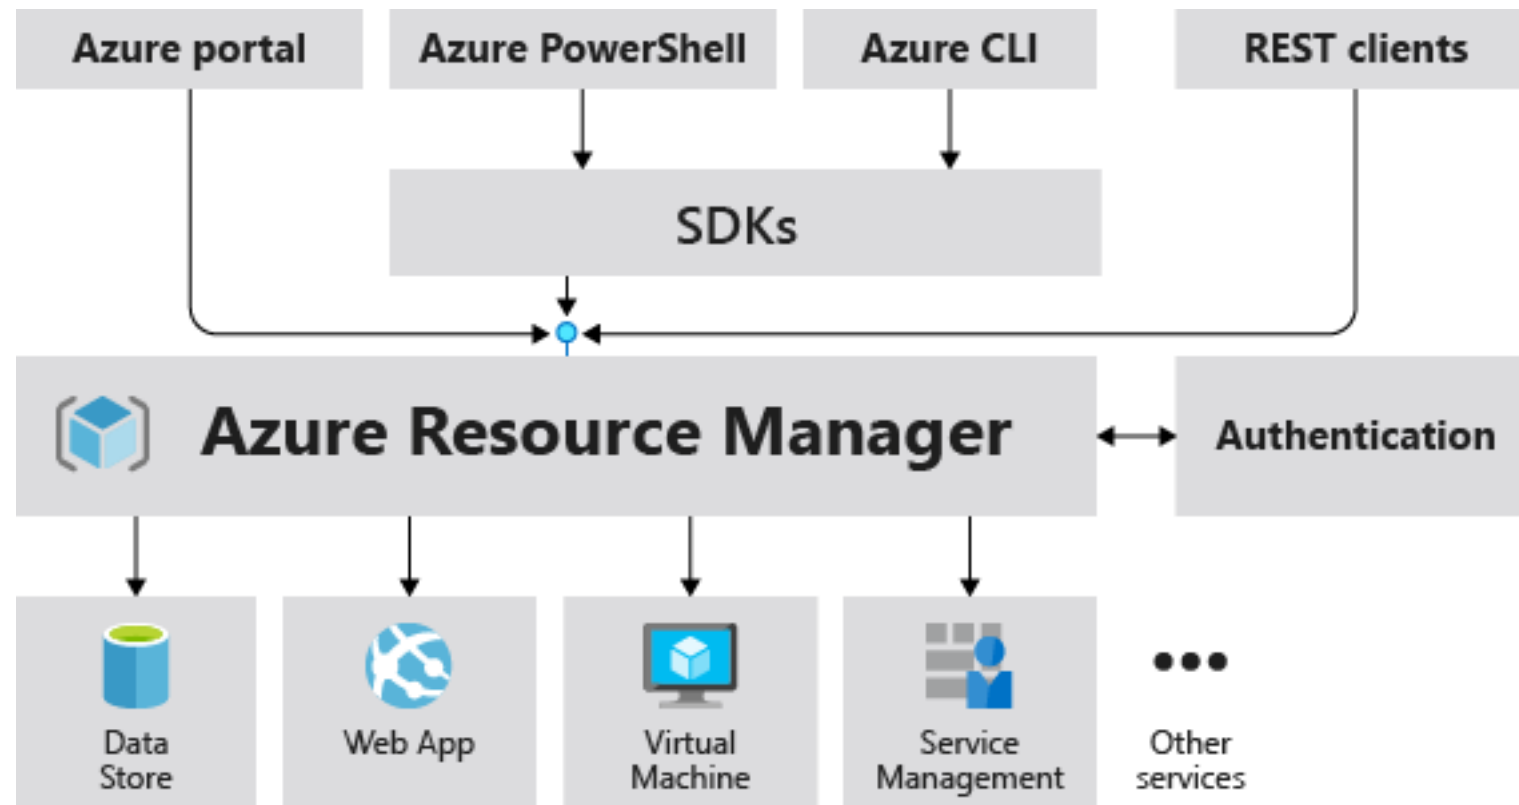 Azure portal
Azure PowerShell
Azure CLI
REST clients
SDKs
Azure Resource Manager
Authentication
Data
Store
Web App
Virtual
Machine
Service
Management
Other
services